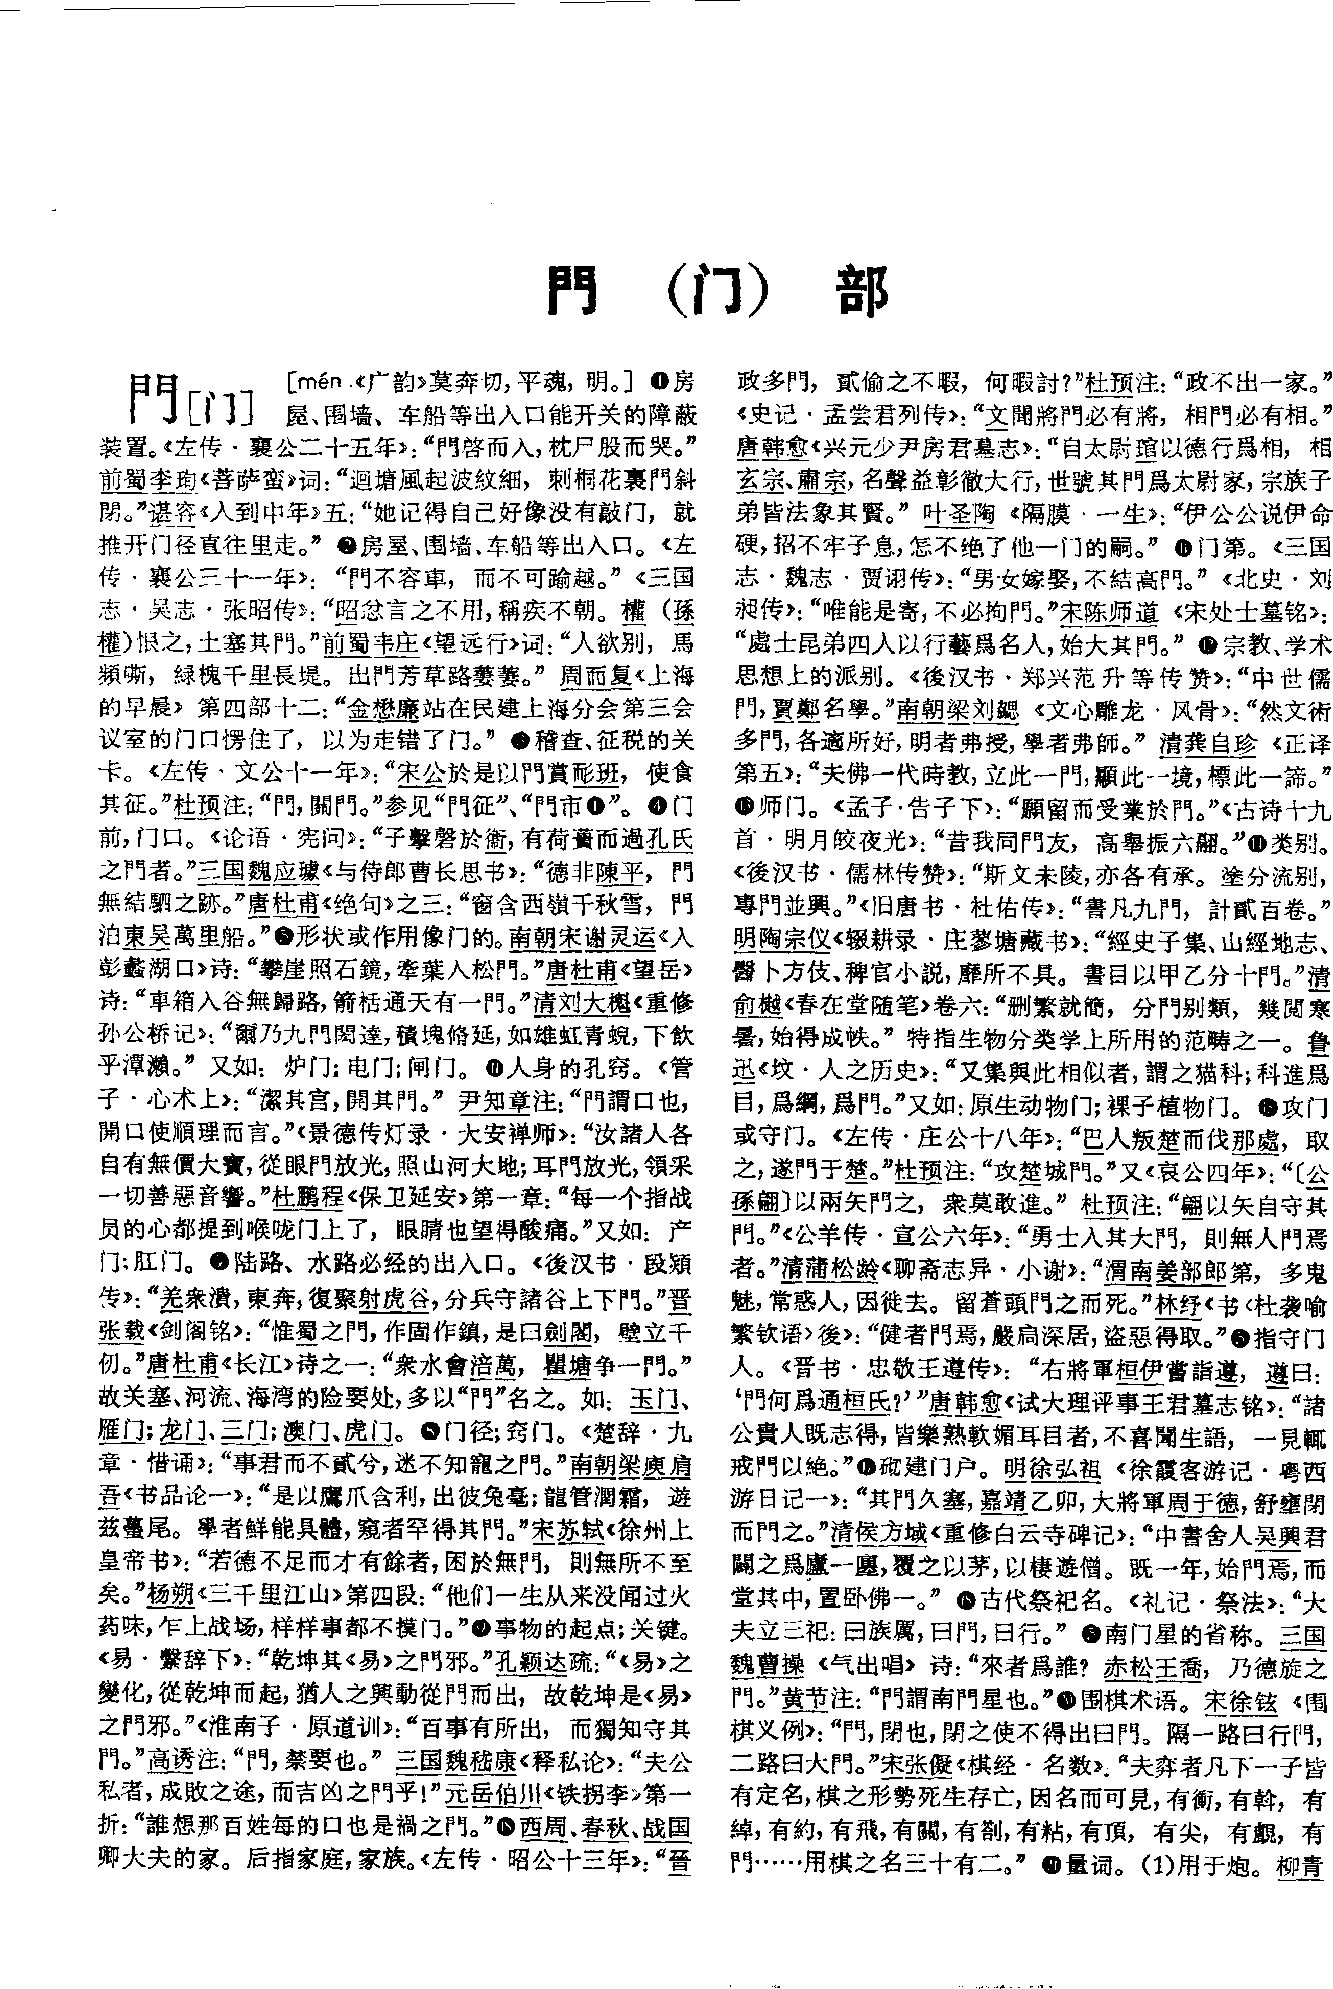 門 (门) 部
門[门] [mén《广韵》莫奔切,平魂,明。] ❶房
屋、围墙、车船等出入口能开关的障蔽
装置。《左传·襄公二十五年》:“門啓而入,枕尸股而哭。”
前蜀李珣《菩萨蛮》词:“迴塘風起波紋細,刺桐花裏門斜
閉。”谌容《人到中年》五:“她记得自己好像没有敲门,就
推开门径直往里走。” ❷房屋、围墙、车船等出入口。《左
传·襄公三十一年》:“門不容車,而不可踰越。”《三国
志·吴志·张昭传》:“昭忿言之不用,稱疾不朝。權(孫
權)恨之,土塞其門。”前蜀韦庄《望远行》词:“人欲别,馬
頻嘶,緑槐千里長堤。出門芳草路萋萋。” 周而复《上海
的早晨》第四部十二:“金懋廉站在民建上海分会第三会
议室的门口愣住了,以为走错了门。” ❸稽查、征税的关
卡。《左传·文公十一年》:“宋公於是以門賞耏班,使食
其征。”杜预注:“門,關門。”参见“門征”、“門市❶”。❹门
前,门口。《论语·宪问》:“子擊磬於衞,有荷蕢而過孔氏
之門者。”三国魏应璩《与侍郎曹长思书》:“德非陳平,門
無結駟之跡。”唐杜甫《绝句》之三:“窗含西嶺千秋雪,門
泊東吴萬里船。”❺形状或作用像门的。南朝宋谢灵运《入
彭蠡湖口》诗:“攀崖照石鏡,牽葉入松門。”唐杜甫《望岳》
诗:“車箱入谷無歸路,箭栝通天有一門。”清刘大櫆《重修
孙公桥记》:“爾乃九門閎達,積塊脩延,如雄虹青蜺,下飲
乎潭瀨。” 又如:炉门;电门;闸门。❻人身的孔窍。《管
子·心术上》:“潔其宫,開其門。” 尹知章注:“門謂口也,
開口使順理而言。”《景德传灯录·大安禅师》:“汝諸人各
自有無價大寶,從眼門放光,照山河大地;耳門放光,領采
一切善惡音響。”杜鹏程《保卫延安》第一章:“每一个指战
员的心都提到喉咙门上了,眼睛也望得酸痛。”又如:产
门;肛门。❼陆路、水路必经的出入口。《後汉书·段熲
传》:“羌衆潰,東奔,復聚射虎谷,分兵守諸谷上下門。”晋
张载《剑阁铭》:“惟蜀之門,作固作鎮,是曰劍閣,壁立千
仞。”唐杜甫《长江》诗之一:“衆水會涪萬,瞿塘争一門。”
故关塞、河流、海湾的险要处,多以“門”名之。如:玉门、
雁门;龙门、三门;澳门、虎门。❽门径;窍门。《楚辞·九
章·惜诵》:“事君而不貳兮,迷不知寵之門。”南朝梁庾肩
吾《书品论一》:“是以鷹爪含利,出彼兔毫;龍管潤霜,遊
兹蠆尾。學者鮮能具體,窺者罕得其門。”宋苏轼《徐州上
皇帝书》:“若德不足而才有餘者,困於無門,則無所不至
矣。”杨朔《三千里江山》第四段:“他们一生从来没闻过火
药味,乍上战场,样样事都不摸门。”❾事物的起点;关键。
《易·繫辞下》:“乾坤其《易》之門邪。”孔颖达疏:“《易》之
變化,從乾坤而起,猶人之興動從門而出,故乾坤是《易》
之門邪。”《淮南子·原道训》:“百事有所出,而獨知守其
門。”高诱注:“門,禁要也。” 三国魏嵇康《释私论》:“夫公
私者,成敗之途,而吉凶之門乎!”元岳伯川《铁拐李》第一
折:“誰想那百姓每的口也是禍之門。”❿西周、春秋、战国
卿大夫的家。后指家庭,家族。《左传·昭公十三年》:“晉
政多門,貳偷之不暇,何暇討?”杜预注:“政不出一家。”
《史记·孟尝君列传》:“文聞將門必有將,相門必有相。”
唐韩愈《兴元少尹房君墓志》:“自太尉琯以德行爲相,相
玄宗、肅宗,名聲益彰徹大行,世號其門爲太尉家,宗族子
弟皆法象其賢。” 叶圣陶《隔膜·一生》:“伊公公说伊命
硬,招不牢子息,怎不绝了他一门的嗣。” ⓫门第。《三国
志·魏志·贾诩传》:“男女嫁娶,不結高門。”《北史·刘
昶传》:“唯能是寄,不必拘門。”宋陈师道《宋处士墓铭》:
“處士昆弟四人以行藝爲名人,始大其門。” ⓬宗教、学术
思想上的派别。《後汉书·郑兴范升等传赞》:“中世儒
門,賈鄭名學。”南朝梁刘勰《文心雕龙·风骨》:“然文術
多門,各適所好,明者弗授,學者弗師。” 清龚自珍《正译
第五》:“夫佛一代時教,立此一門,顯此一境,標此一諦。”
⓭师门。《孟子·告子下》:“願留而受業於門。”《古诗十九
首·明月皎夜光》:“昔我同門友,高舉振六翮。”⓮类别。
《後汉书·儒林传赞》:“斯文未陵,亦各有承。塗分流别,
專門並興。”《旧唐书·杜佑传》:“書凡九門,計貳百卷。”
明陶宗仪《辍耕录·庄蓼塘藏书》:“經史子集、山經地志、
醫卜方伎、稗官小説,靡所不具。書目以甲乙分十門。”清
俞樾《春在堂随笔》卷六:“删繁就簡,分門别類,幾閲寒
暑,始得成帙。” 特指生物分类学上所用的范畴之一。鲁
迅《坟·人之历史》:“又集與此相似者,謂之猫科;科進爲
目,爲綱,爲門。”又如:原生动物门;裸子植物门。⓯攻门
或守门。《左传·庄公十八年》:“巴人叛楚而伐那處,取
之,遂門于楚。”杜预注:“攻楚城門。”又《哀公四年》:“〔公
孫翩〕以兩矢門之,衆莫敢進。” 杜预注:“翩以矢自守其
門。”《公羊传·宣公六年》:“勇士入其大門,則無人門焉
者。”清蒲松龄《聊斋志异·小谢》:“渭南姜部郎第,多鬼
魅,常惑人,因徙去。留蒼頭門之而死。”林纾《书〈杜袭喻
繁钦语〉後》:“健者門焉,嚴扃深居,盜惡得取。”⓰指守门
人。《晋书·忠敬王遵传》:“右將軍桓伊嘗詣遵,遵曰:
‘門何爲通桓氏?’”唐韩愈《试大理评事王君墓志铭》:“諸
公貴人既志得,皆樂熟軟媚耳目者,不喜聞生語,一見輒
戒門以絶。”⓱砌建门户。明徐弘祖《徐霞客游记·粤西
游日记一》:“其門久塞,嘉靖乙卯,大將軍周于德,舒壅閉
而門之。”清侯方域《重修白云寺碑记》:“中書舍人吴興君
闢之爲廬一區,覆之以茅,以棲遊僧。既一年,始門焉,而
堂其中,置卧佛一。” ⓲古代祭祀名。《礼记·祭法》:“大
夫立三祀:曰族厲,曰門,曰行。” ⓳南门星的省称。三国
魏曹操《气出唱》诗:“來者爲誰?赤松王喬,乃德旋之
門。”黄节注:“門謂南門星也。”⓴围棋术语。宋徐铉《围
棋义例》:“門,閉也,閉之使不得出曰門。隔一路曰行門,
二路曰大門。”宋张儗《棋经·名数》:“夫弈者凡下一子皆
有定名,棋之形勢死生存亡,因名而可見,有衝,有斡,有
綽,有約,有飛,有關,有劄,有粘,有頂,有尖,有覰,有
門……用棋之名三十有二。” ㉑量词。(1)用于炮。柳青